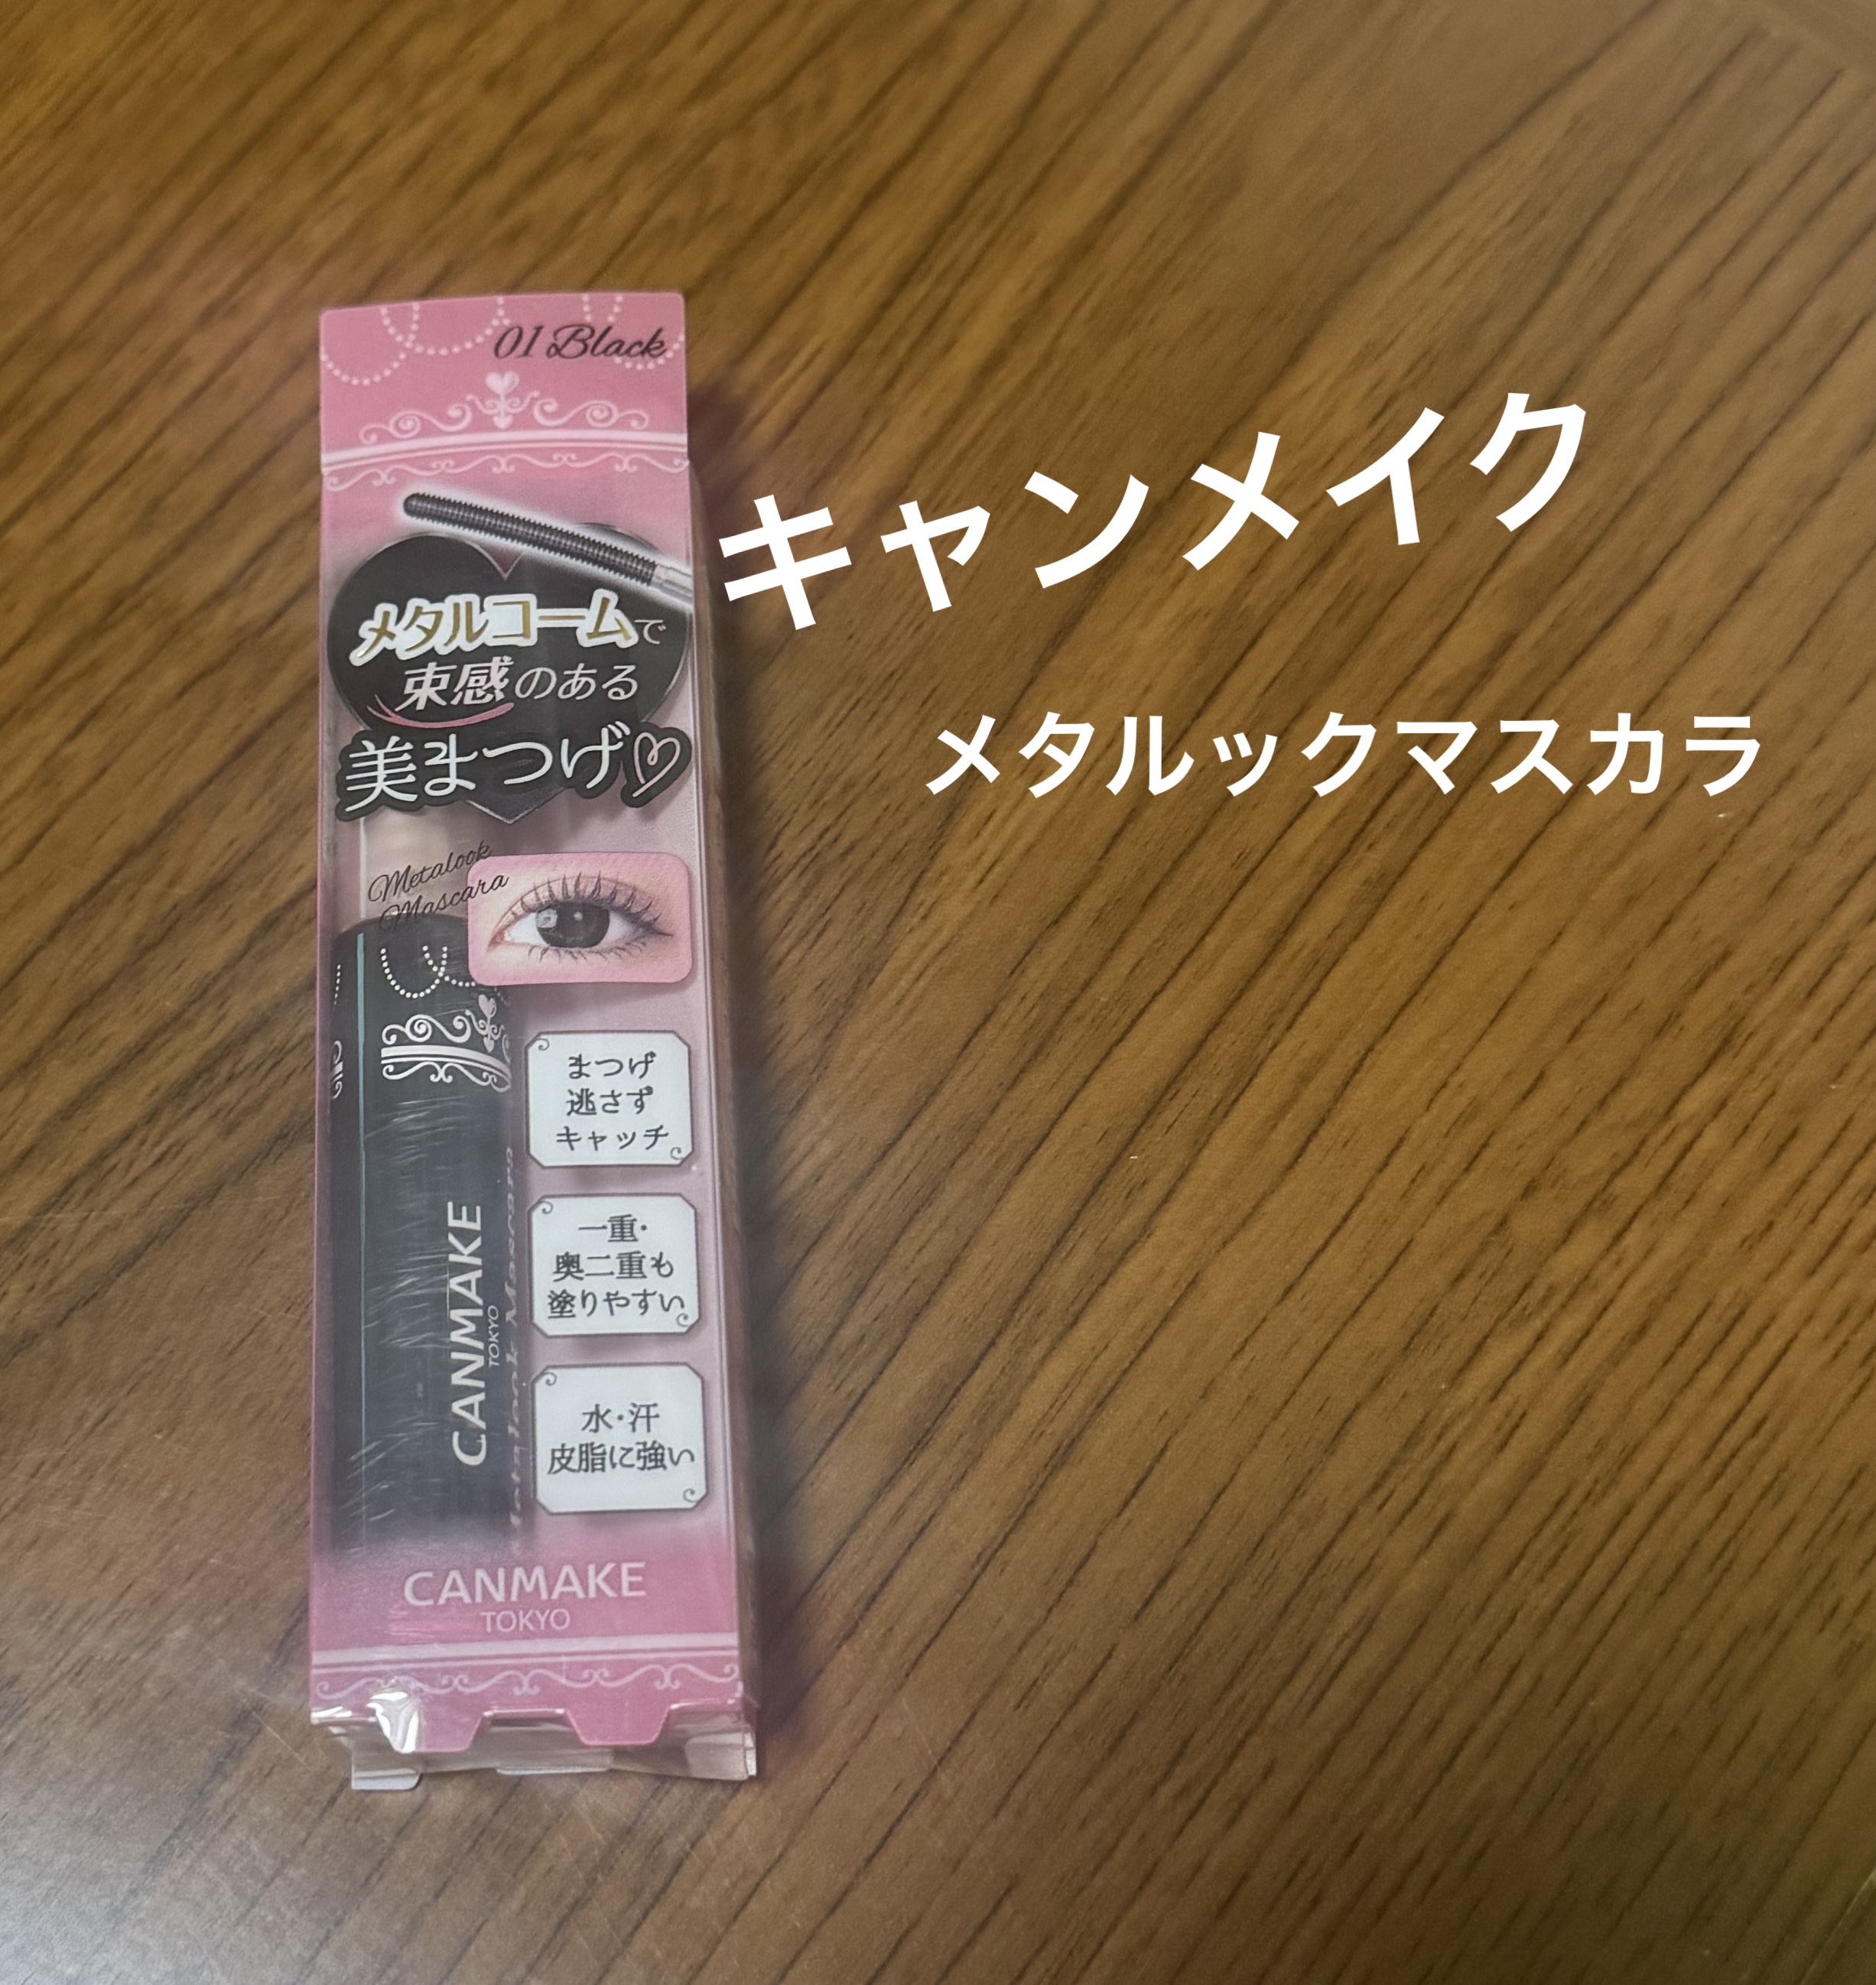 01 Black
メタルコームで
束感のある
美まつげ
Metalook
Mascara
まつげ
逃さず
キャッチ
一重・
奥二重も
塗りやすい
水・汗
皮脂に強い
CANMAKE
TOKYO
Metalook Mascara
CANMAKE
TOKYO
キャンメイク
メタルックマスカラ